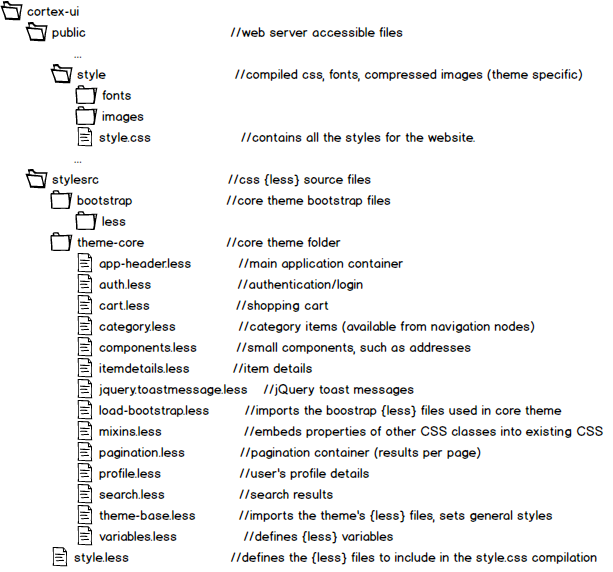 cortex-ui
public //web server accessible files
...
style //compiled css, fonts, compressed images (theme specific)
fonts
images
style.css //contains all the styles for the website.
...
stylesrc //css {less} source files
bootstrap //core theme bootstrap files
less
theme-core //core theme folder
app-header.less //main application container
auth.less //authentication/login
cart.less //shopping cart
category.less //category items (available from navigation nodes)
components.less //small components, such as addresses
itemdetails.less //item details
jquery.toastmessage.less //jQuery toast messages
load-bootstrap.less //imports the boostrap {less} files used in core theme
mixins.less //embeds properties of other CSS classes into existing CSS
pagination.less //pagination container (results per page)
profile.less //user's profile details
search.less //search results
theme-base.less //imports the theme's {less} files, sets general styles
variables.less //defines {less} variables
style.less //defines the {less} files to include in the style.css compilation